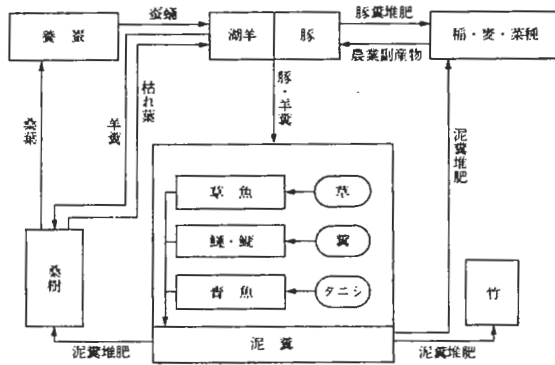 蚕蛹
豚糞堆肥
養蚕
湖羊
豚
稲・麦・菜種
農業副産物
桑葉
羊糞
枯れ葉
豚・羊糞
泥糞堆肥
草魚
草
鰱・鱅
糞
青魚
タニシ
桑樹
竹
泥糞
泥糞堆肥
泥糞堆肥